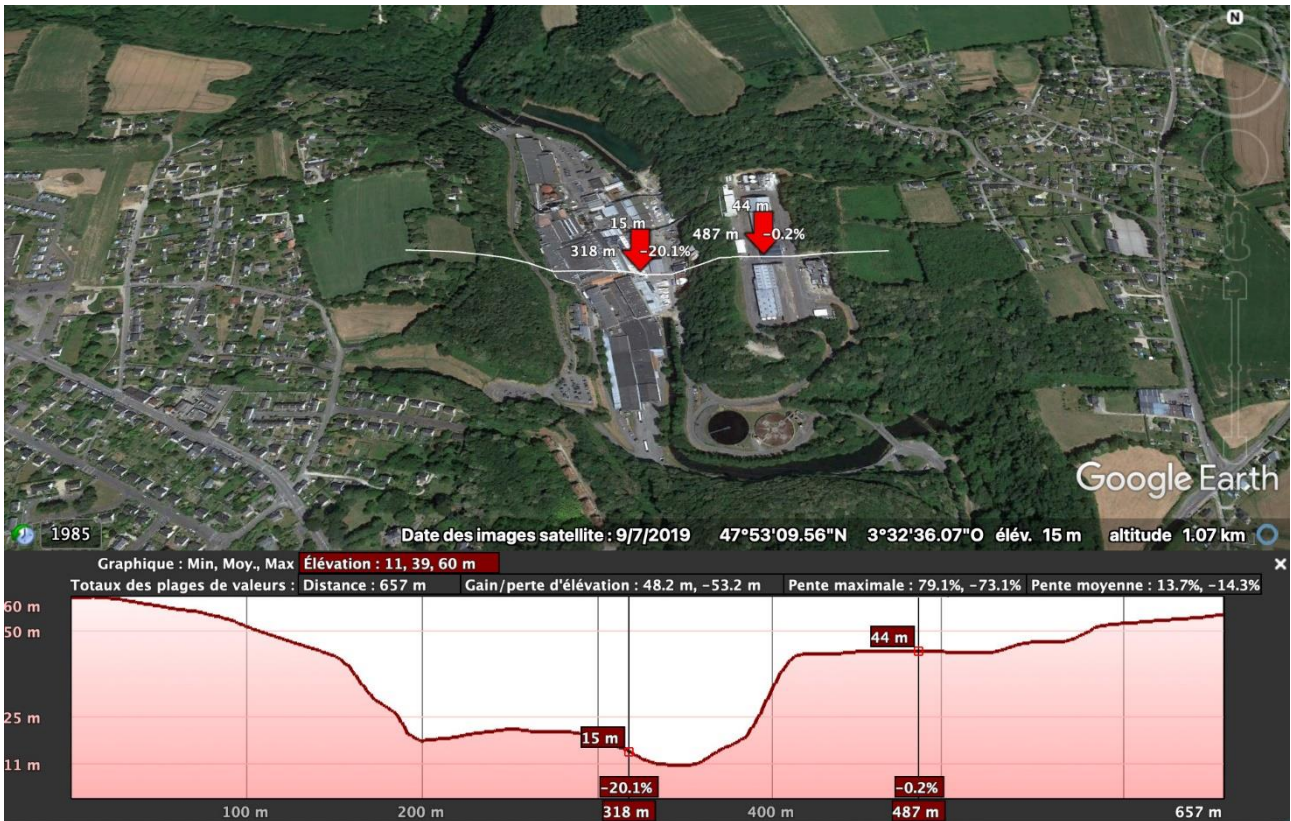 N
44 m
15 m
487 m -0.2%
318 m -20.1%
Google Earth
1985
Date des images satellite : 9/7/2019 47°53'09.56"N 3°32'36.07"O élév. 15 m altitude 1.07 km
Graphique : Min, Moy., Max Élévation : 11, 39, 60 m
Totaux des plages de valeurs : Distance : 657 m Gain/perte d'élévation : 48.2 m, -53.2 m Pente maximale : 79.1%, -73.1% Pente moyenne : 13.7%, -14.3%
60 m
50 m
44 m
25 m
15 m
11 m
-20.1% -0.2%
100 m 200 m 318 m 400 m 487 m 657 m